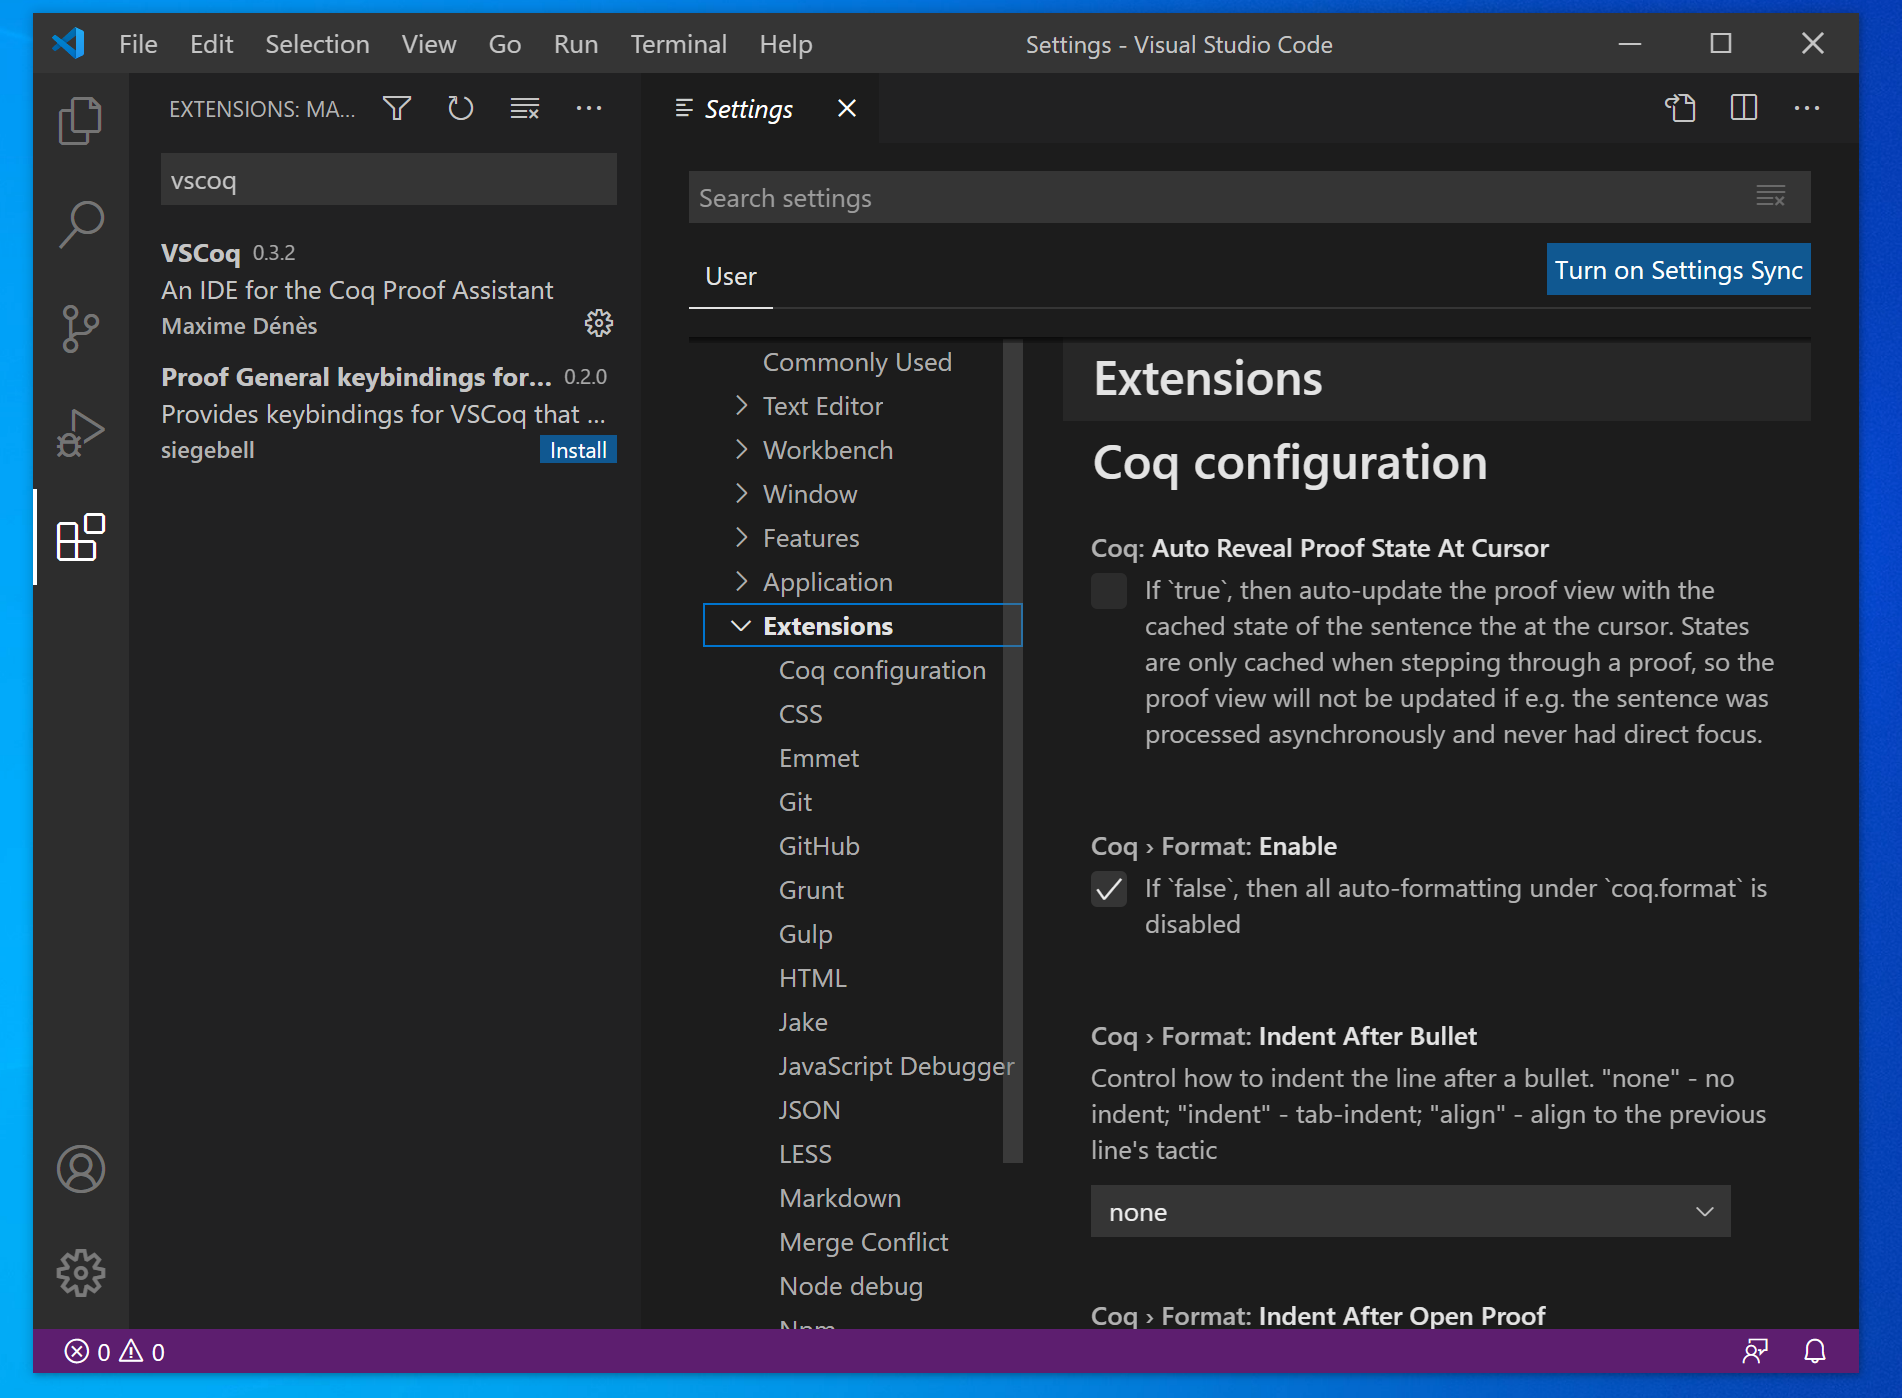 File Edit Selection View Go Run Terminal Help
Settings - Visual Studio Code
EXTENSIONS: MA...
vscoq
VSCoq 0.3.2
An IDE for the Coq Proof Assistant
Maxime Dénès
Proof General keybindings for... 0.2.0
Provides keybindings for VSCoq that ...
siegebell
Install
Settings
Search settings
User
Turn on Settings Sync
Commonly Used
Text Editor
Workbench
Window
Features
Application
Extensions
Coq configuration
CSS
Emmet
Git
GitHub
Grunt
Gulp
HTML
Jake
JavaScript Debugger
JSON
LESS
Markdown
Merge Conflict
Node debug
Npm
Extensions
Coq configuration
Coq: Auto Reveal Proof State At Cursor
If `true`, then auto-update the proof view with the
cached state of the sentence the at the cursor. States
are only cached when stepping through a proof, so the
proof view will not be updated if e.g. the sentence was
processed asynchronously and never had direct focus.
Coq › Format: Enable
If `false`, then all auto-formatting under `coq.format` is
disabled
Coq › Format: Indent After Bullet
Control how to indent the line after a bullet. "none" - no
indent; "indent" - tab-indent; "align" - align to the previous
line's tactic
none
Coq › Format: Indent After Open Proof
0 0